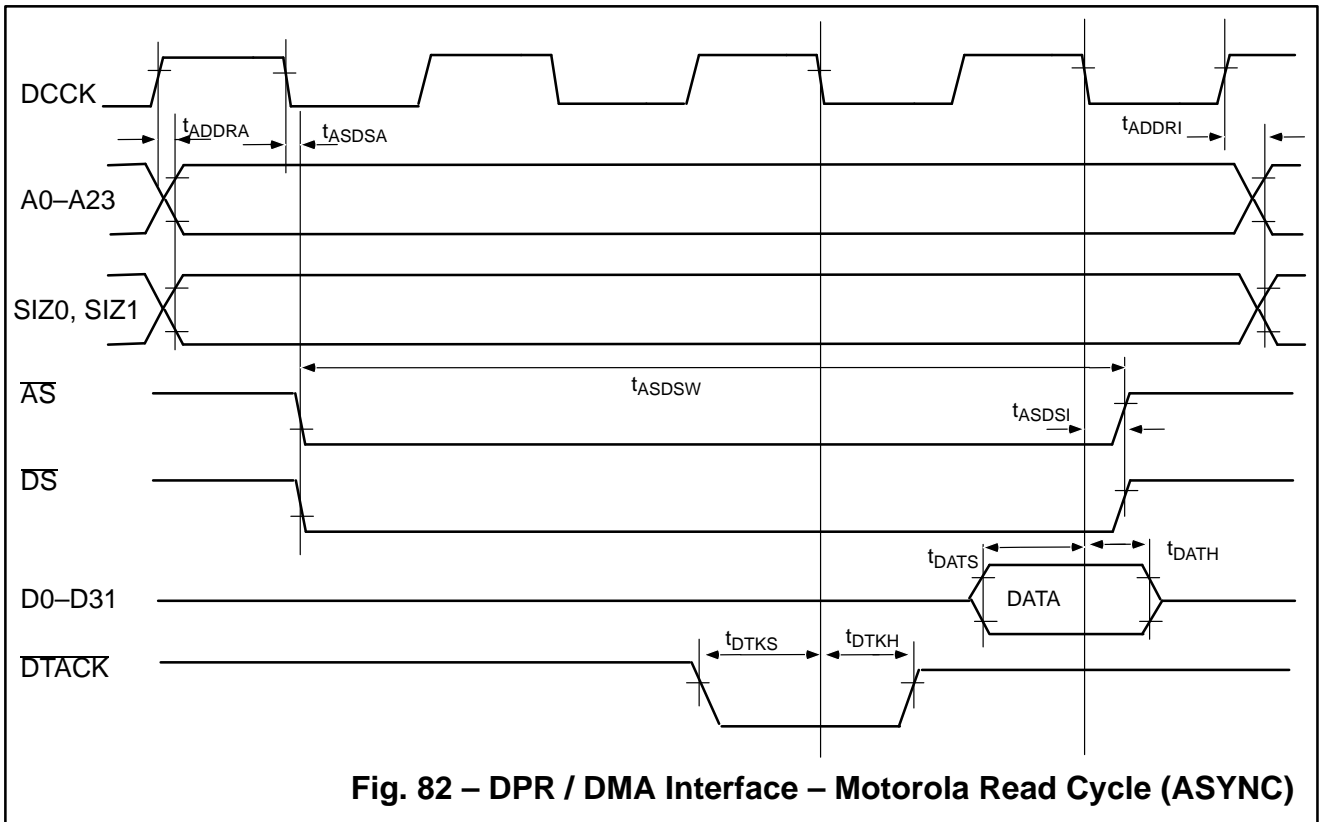 DCCK
tADDRA
tASDSA
tADDRI
A0–A23
SIZ0, SIZ1
AS
tASDSW
tASDSI
DS
tDATS
tDATH
D0–D31
DATA
tDTKS
tDTKH
DTACK
Fig. 82 – DPR / DMA Interface – Motorola Read Cycle (ASYNC)